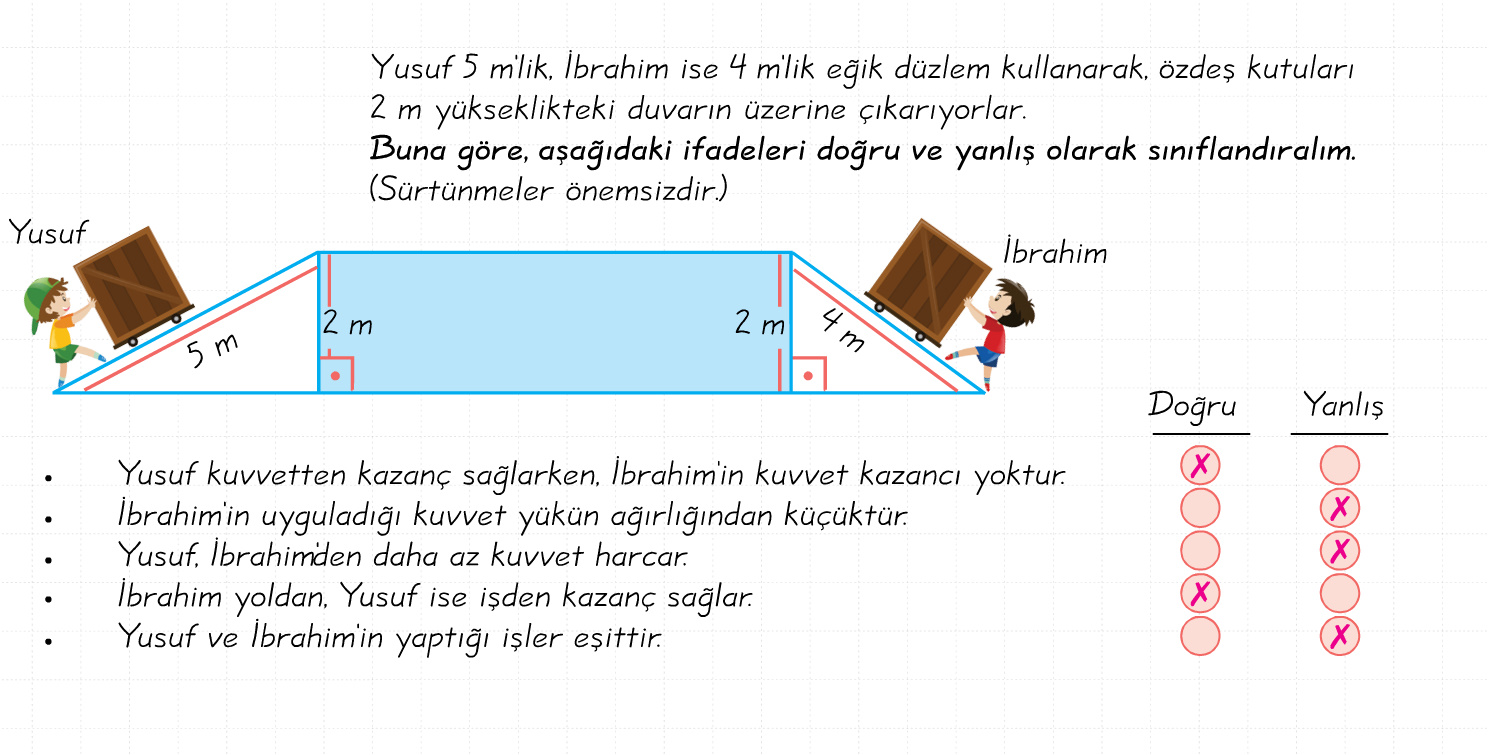 Yusuf 5 m'lik, İbrahim ise 4 m'lik eğik düzlem kullanarak, özdeş kutuları
2 m yükseklikteki duvarın üzerine çıkarıyorlar.
Buna göre, aşağıdaki ifadeleri doğru ve yanlış olarak sınıflandıralım.
(Sürtünmeler önemsizdir.)
Yusuf
İbrahim
5 m
2 m
2 m
4 m
Doğru Yanlış
• Yusuf kuvvetten kazanç sağlarken, İbrahim'in kuvvet kazancı yoktur. ✗
• İbrahim'in uyguladığı kuvvet yükün ağırlığından küçüktür. ✗
• Yusuf, İbrahim'den daha az kuvvet harcar. ✗
• İbrahim yoldan, Yusuf ise işden kazanç sağlar. ✗
• Yusuf ve İbrahim'in yaptığı işler eşittir. ✗